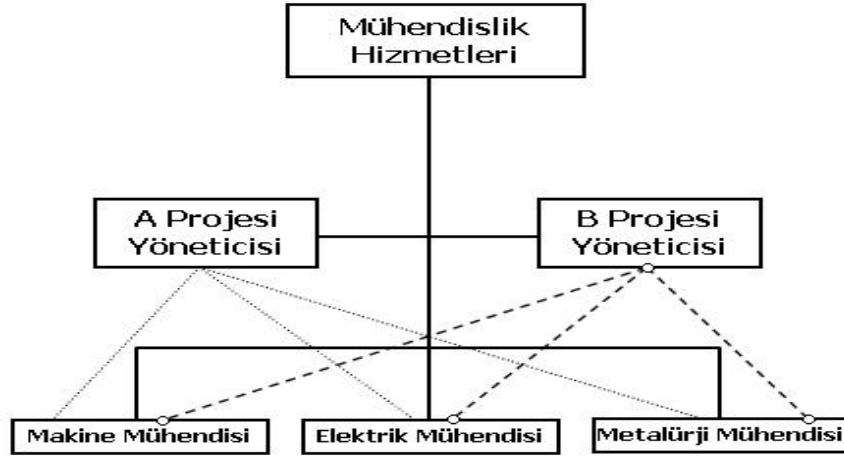 Mühendislik
Hizmetleri
A Projesi
Yöneticisi
B Projesi
Yöneticisi
Makine Mühendisi
Elektrik Mühendisi
Metalürji Mühendisi